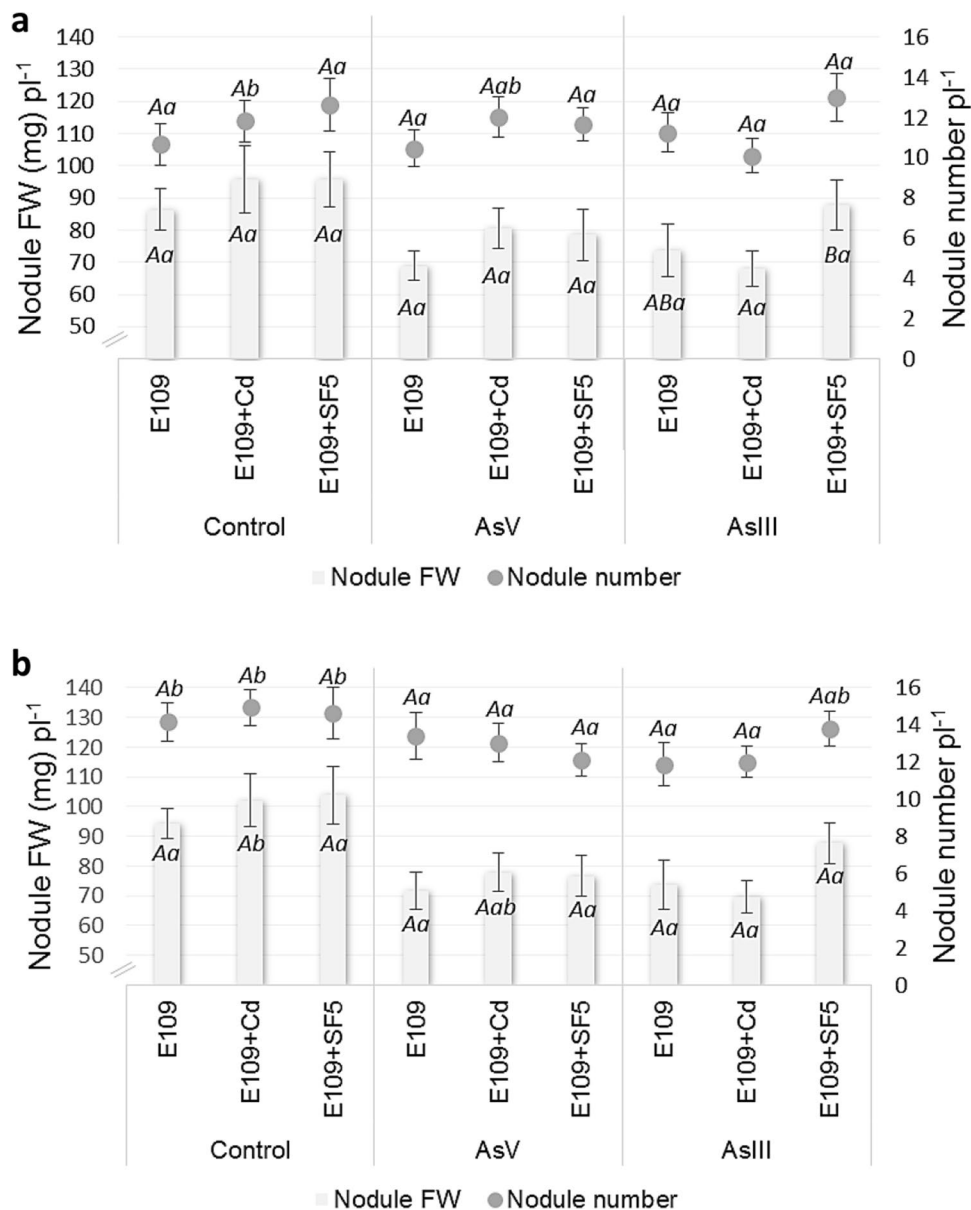 a
Nodule FW (mg) pl-1
140
130
120
110
100
90
80
70
60
50
Aa
Ab
Aa
Aa
Aab
Aa
Aa
Aa
Aa
Aa
Aa
Aa
Aa
Aa
Aa
ABa
Aa
Ba
16
14
12
10
8
6
4
2
0
Nodule number pl-1
E109
E109+Cd
E109+SF5
E109
E109+Cd
E109+SF5
E109
E109+Cd
E109+SF5
Control AsV AsIII
Nodule FW Nodule number
b
Nodule FW (mg) pl-1
140
130
120
110
100
90
80
70
60
50
Ab
Ab
Ab
Aa
Aa
Aa
Aa
Aa
Aab
Aa
Ab
Aa
Aa
Aab
Aa
Aa
Aa
Aa
16
14
12
10
8
6
4
2
0
Nodule number pl-1
E109
E109+Cd
E109+SF5
E109
E109+Cd
E109+SF5
E109
E109+Cd
E109+SF5
Control AsV AsIII
Nodule FW Nodule number